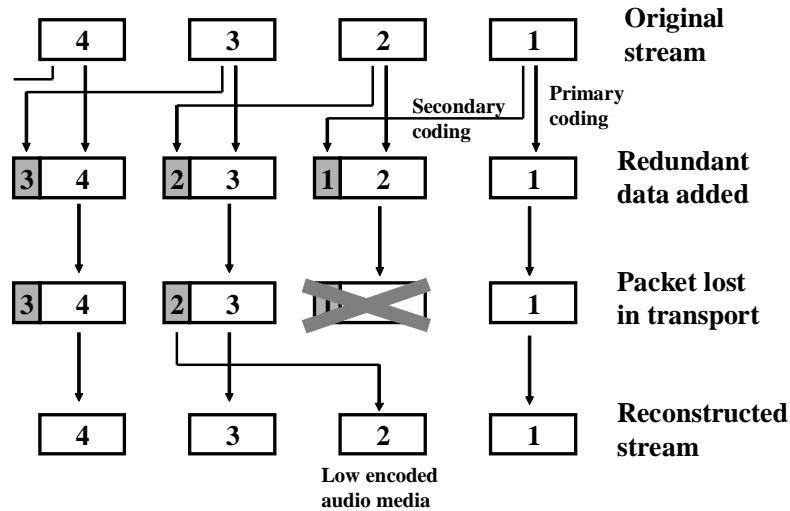 4 3 2 1 Original
stream
Secondary
coding
Primary
coding
3 4 2 3 1 2 1 Redundant
data added
3 4 2 3 1 Packet lost
in transport
4 3 2 1 Reconstructed
stream
Low encoded
audio media